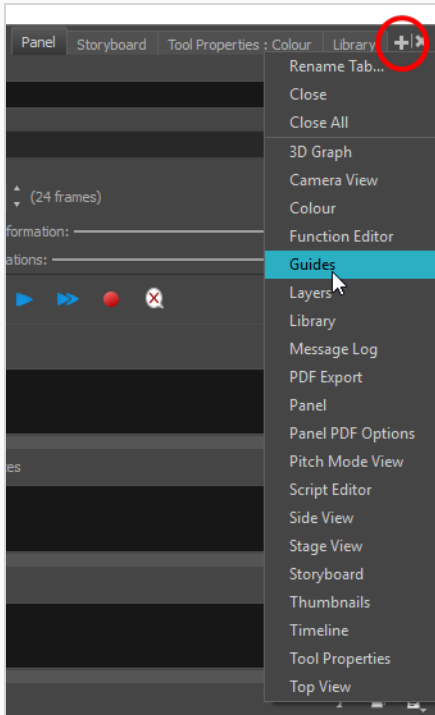 Panel Storyboard Tool Properties : Colour Library
Rename Tab...
Close
Close All
3D Graph
Camera View
(24 frames)
Colour
formation:
Function Editor
ations:
Guides
Layers
Library
Message Log
PDF Export
Panel
Panel PDF Options
es
Pitch Mode View
Script Editor
Side View
Stage View
Storyboard
Thumbnails
Timeline
Tool Properties
Top View